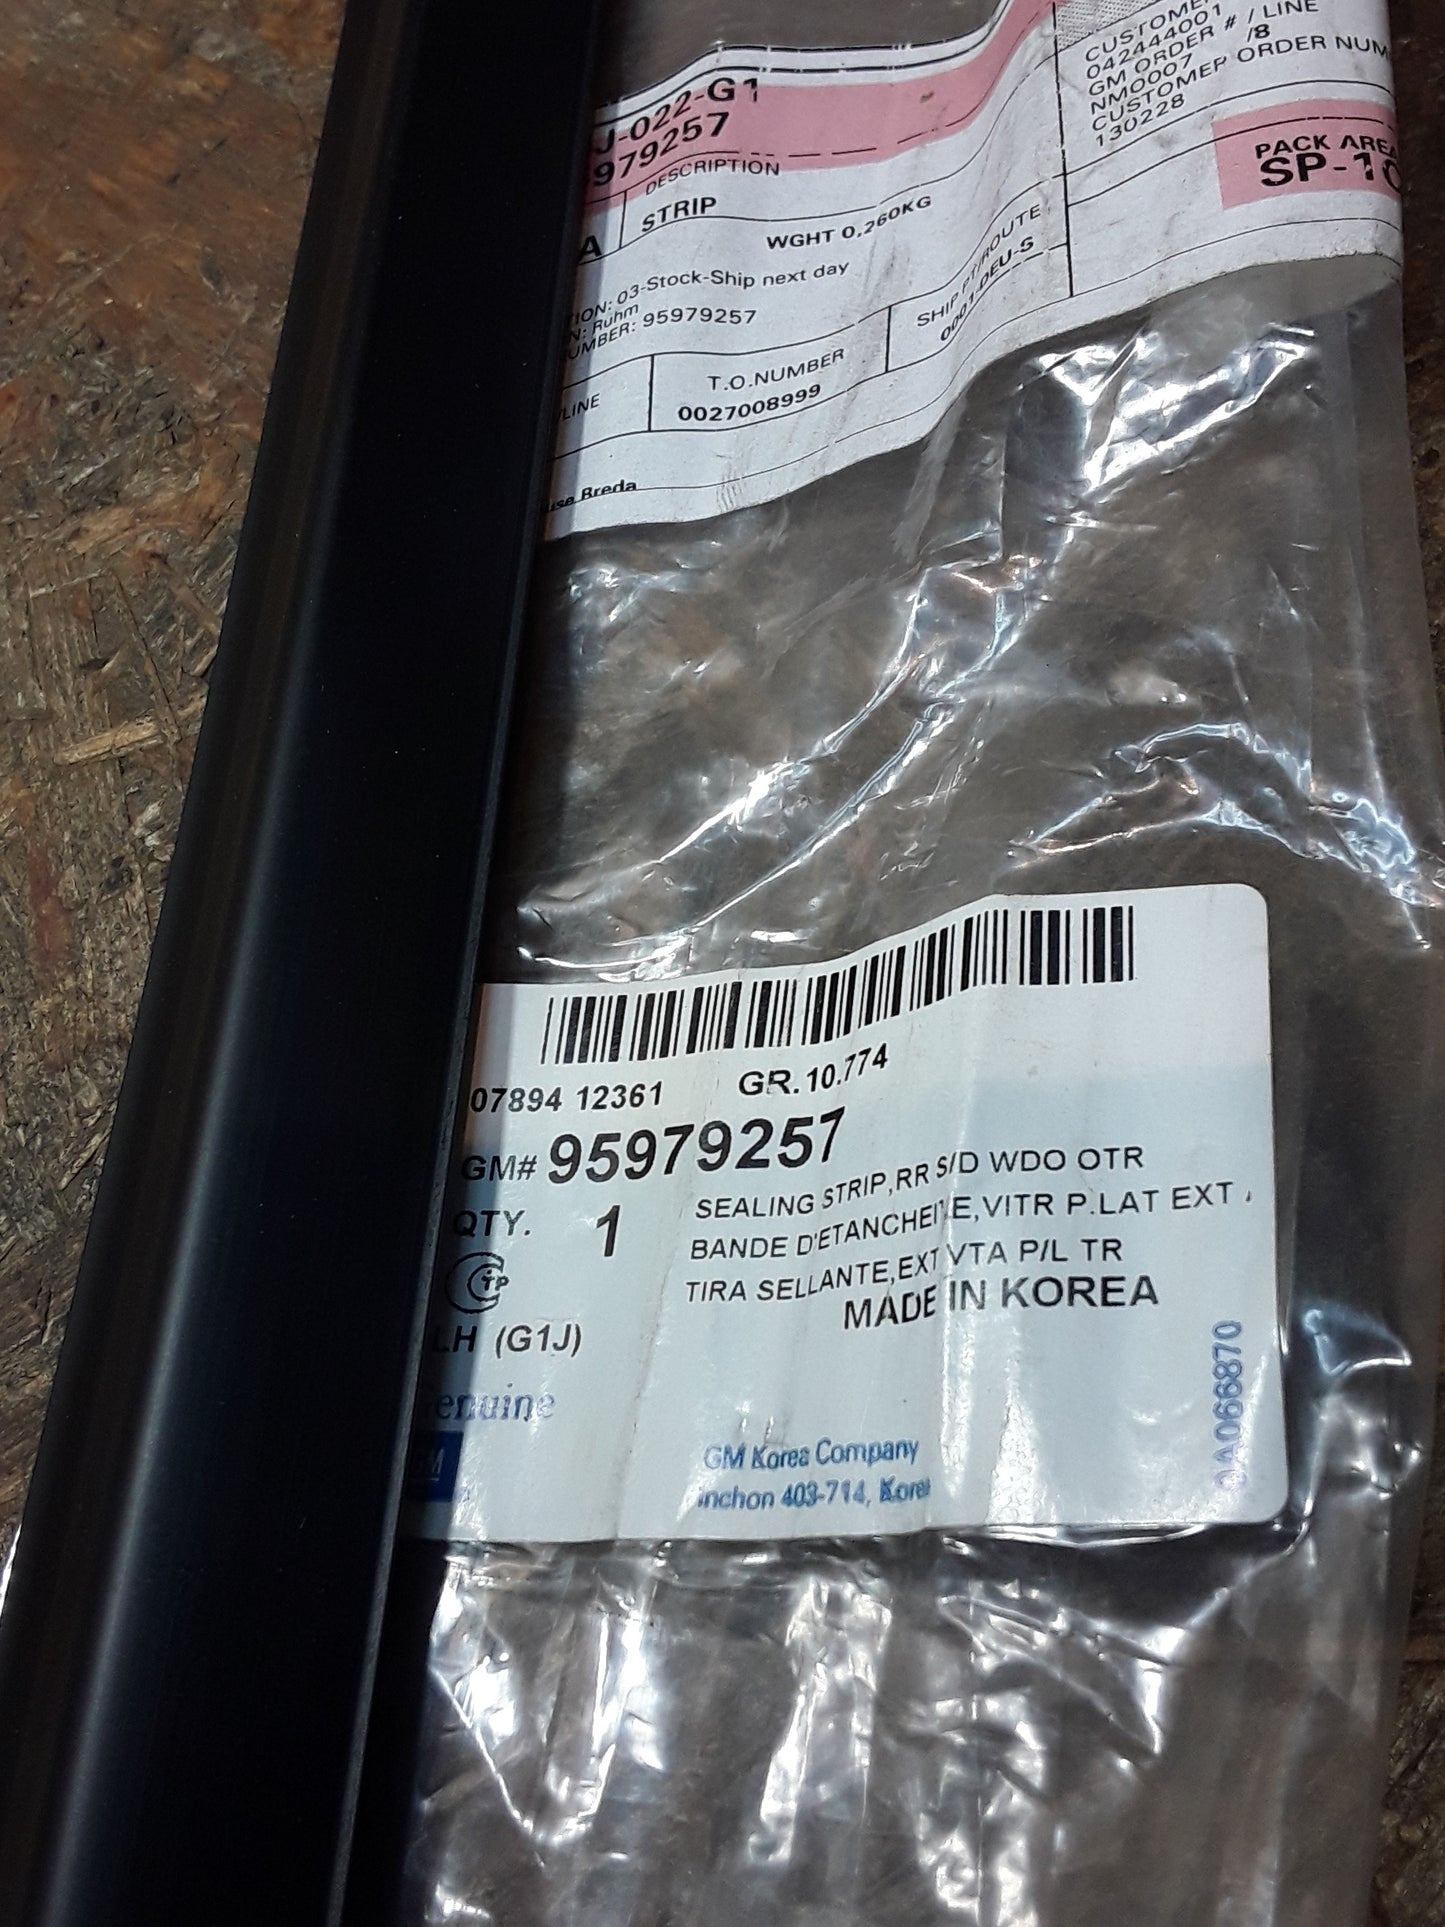 J-022-G1
979257
DESCRIPTION
A STRIP
WGHT 0,260KG
TION: 03-Stock-Ship next day
N: Ruhm
UMBER: 95979257
SHIP PT/ROUTE
0001-DEU-S
/LINE
T.O.NUMBER
0027008999
use Breda
CUSTOME
042444001
GM ORDER # / LINE
NM0007 /8
CUSTOMER ORDER NUM
130228
PACK AREA
SP-10
07894 12361 GR.10.774
GM# 95979257
QTY. 1
SEALING STRIP,RR S/D WDO OTR
BANDE D'ETANCHEITE,VITR P.LAT EXT
TIRA SELLANTE,EXT VTA P/L TR
MADE IN KOREA
LH (G1J)
enuine
GM
GM Korea Company
Inchon 403-714, Korea
0A066870